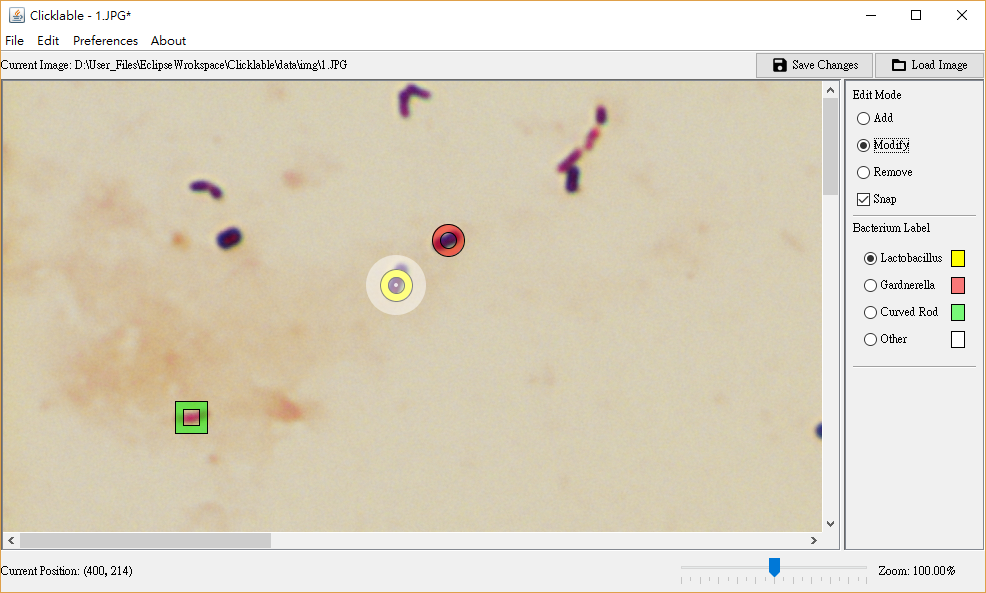 Clicklable - 1.JPG*
File Edit Preferences About
Current Image: D:\User_Files\EclipseWrokspace\Clicklable\data\img\1.JPG
Save Changes
Load Image
Edit Mode
Add
Modify
Remove
Snap
Bacterium Label
Lactobacillus
Gardnerella
Curved Rod
Other
Current Position: (400, 214)
Zoom: 100.00%